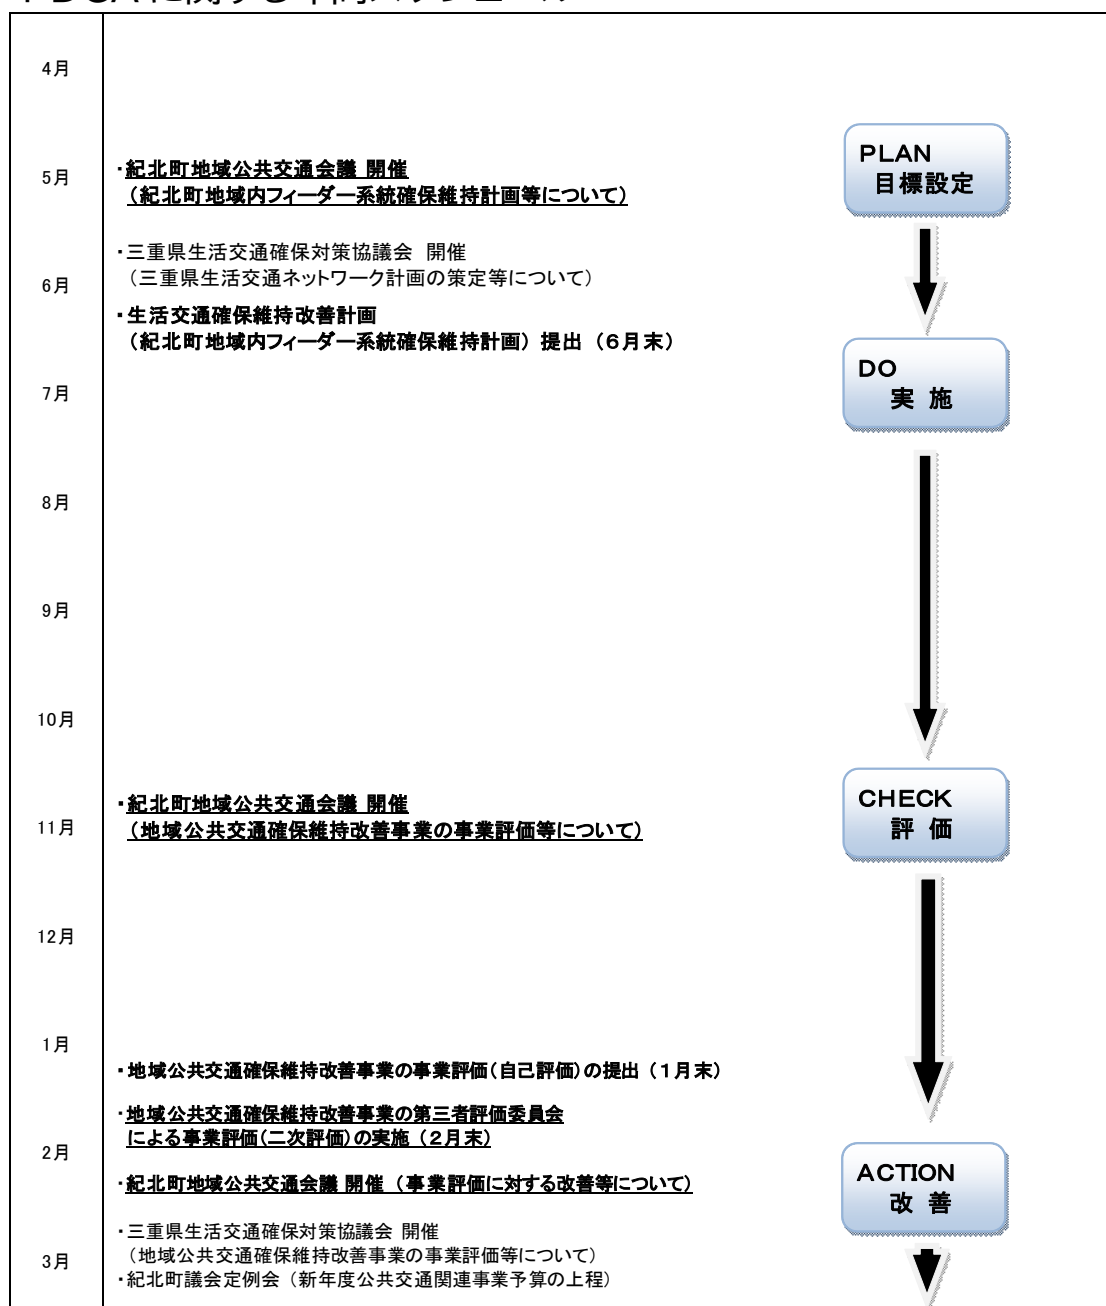 PDCAに関する年間スケジュール
4月
PLAN
目標設定
5月
・紀北町地域公共交通会議 開催
（紀北町地域内フィーダー系統確保維持計画等について）
・三重県生活交通確保対策協議会 開催
（三重県生活交通ネットワーク計画の策定等について）
6月
・生活交通確保維持改善計画
（紀北町地域内フィーダー系統確保維持計画）提出（６月末）
DO
実 施
7月
8月
9月
10月
CHECK
評 価
・紀北町地域公共交通会議 開催
（地域公共交通確保維持改善事業の事業評価等について）
11月
12月
1月
・地域公共交通確保維持改善事業の事業評価（自己評価）の提出（１月末）
・地域公共交通確保維持改善事業の第三者評価委員会
による事業評価（二次評価）の実施（２月末）
2月
・紀北町地域公共交通会議 開催（事業評価に対する改善等について）
ACTION
改 善
・三重県生活交通確保対策協議会 開催
（地域公共交通確保維持改善事業の事業評価等について）
3月
・紀北町議会定例会（新年度公共交通関連事業予算の上程）